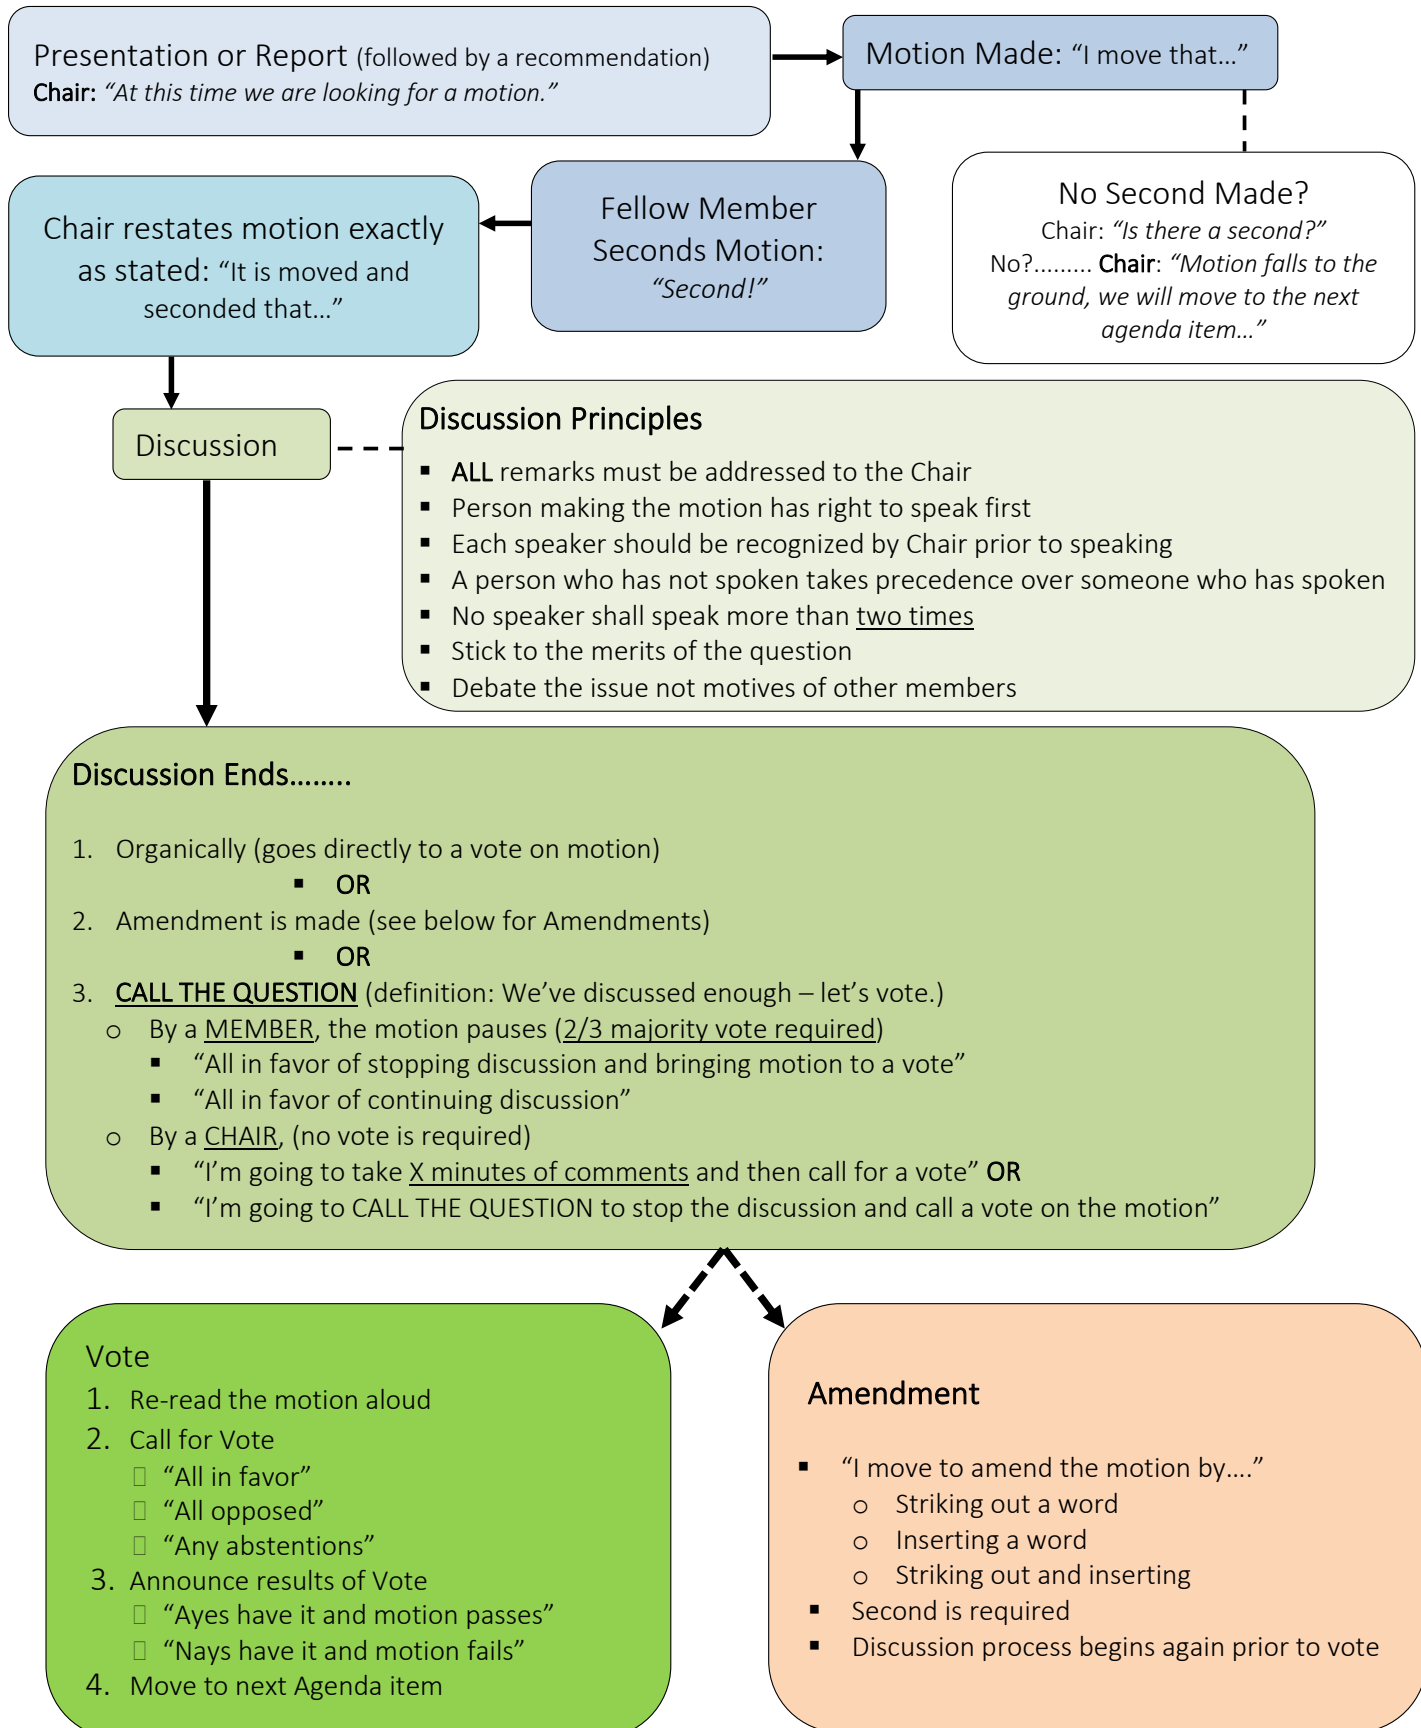 Presentation or Report (followed by a recommendation)
Chair: “At this time we are looking for a motion.”
Motion Made: “I move that…”
No Second Made?
Chair: “Is there a second?”
No?......... Chair: “Motion falls to the
ground, we will move to the next
agenda item…”
Fellow Member
Seconds Motion:
“Second!”
Chair restates motion exactly
as stated: “It is moved and
seconded that…”
Discussion
Discussion Principles
▪ ALL remarks must be addressed to the Chair
▪ Person making the motion has right to speak first
▪ Each speaker should be recognized by Chair prior to speaking
▪ A person who has not spoken takes precedence over someone who has spoken
▪ No speaker shall speak more than two times
▪ Stick to the merits of the question
▪ Debate the issue not motives of other members
Discussion Ends……..
1. Organically (goes directly to a vote on motion)
▪ OR
2. Amendment is made (see below for Amendments)
▪ OR
3. CALL THE QUESTION (definition: We’ve discussed enough – let’s vote.)
o By a MEMBER, the motion pauses (2/3 majority vote required)
▪ “All in favor of stopping discussion and bringing motion to a vote”
▪ “All in favor of continuing discussion”
o By a CHAIR, (no vote is required)
▪ “I’m going to take X minutes of comments and then call for a vote” OR
▪ “I’m going to CALL THE QUESTION to stop the discussion and call a vote on the motion”
Vote
1. Re-read the motion aloud
2. Call for Vote
“All in favor”
“All opposed”
“Any abstentions”
3. Announce results of Vote
“Ayes have it and motion passes”
“Nays have it and motion fails”
4. Move to next Agenda item
Amendment
▪ “I move to amend the motion by….”
o Striking out a word
o Inserting a word
o Striking out and inserting
▪ Second is required
▪ Discussion process begins again prior to vote